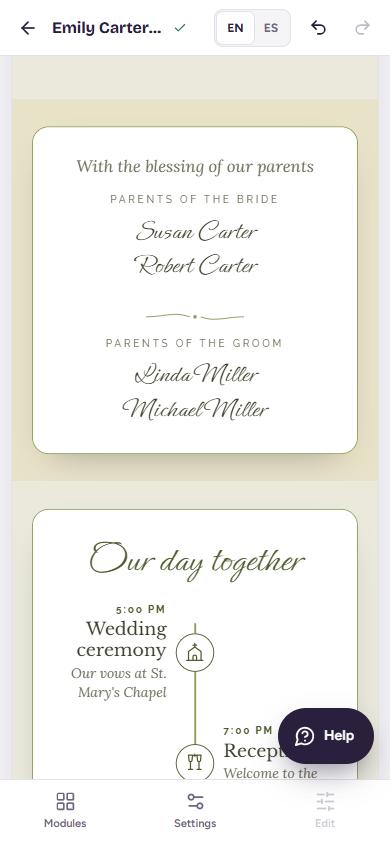 Emily Carter...
EN
ES
With the blessing of our parents
PARENTS OF THE BRIDE
Susan Carter
Robert Carter
PARENTS OF THE GROOM
Linda Miller
Michael Miller
Our day together
5:00 PM
Wedding
ceremony
Our vows at St.
Mary's Chapel
7:00 PM
Welcome to the
Help
Modules
Settings
Edit